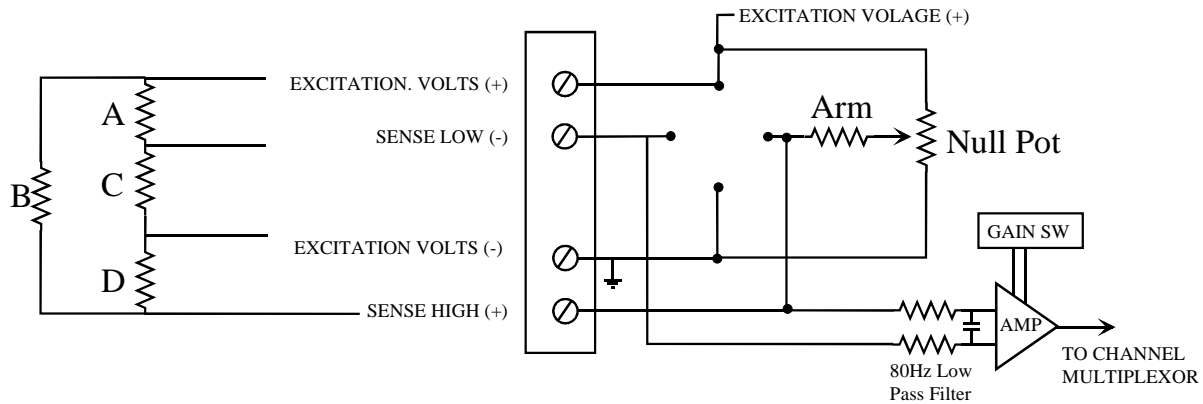 EXCITATION VOLAGE (+)
EXCITATION. VOLTS (+)
A
Arm
SENSE LOW (-)
Null Pot
B
C
GAIN SW
EXCITATION VOLTS (-)
D
SENSE HIGH (+)
AMP
80Hz Low
Pass Filter
TO CHANNEL
MULTIPLEXOR